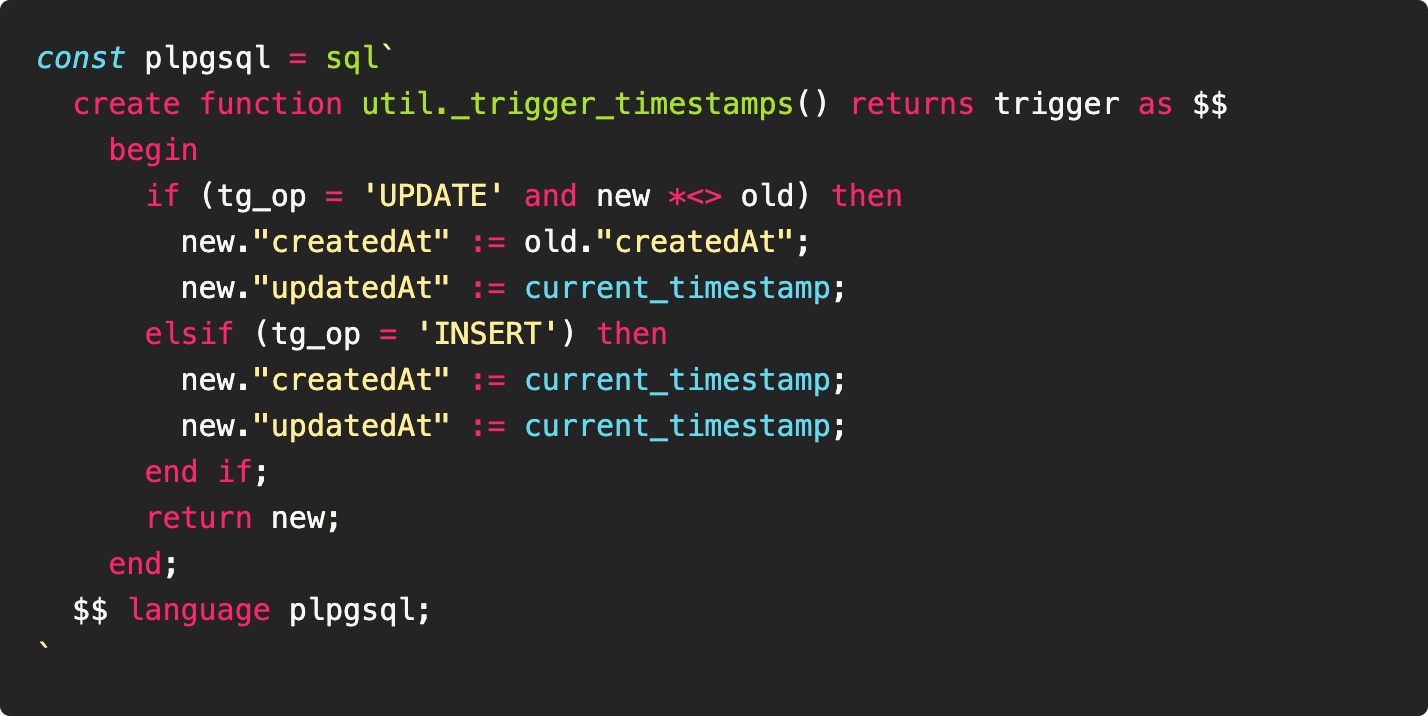 const plpgsql = sql`
  create function util._trigger_timestamps() returns trigger as $$
    begin
      if (tg_op = 'UPDATE' and new *<> old) then
        new."createdAt" := old."createdAt";
        new."updatedAt" := current_timestamp;
      elsif (tg_op = 'INSERT') then
        new."createdAt" := current_timestamp;
        new."updatedAt" := current_timestamp;
      end if;
      return new;
    end;
  $$ language plpgsql;
`